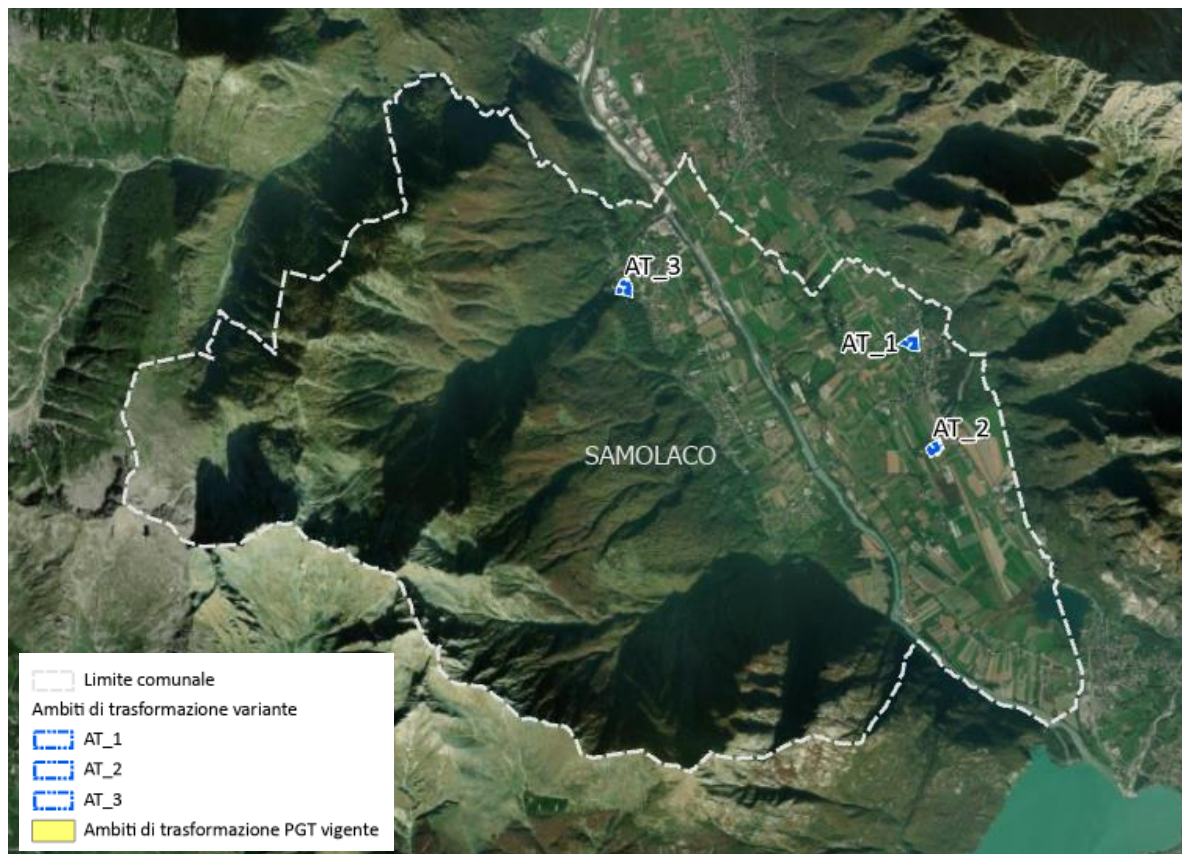 AT_3
AT_1
AT_2
SAMOLACO
Limite comunale
Ambiti di trasformazione variante
AT_1
AT_2
AT_3
Ambiti di trasformazione PGT vigente